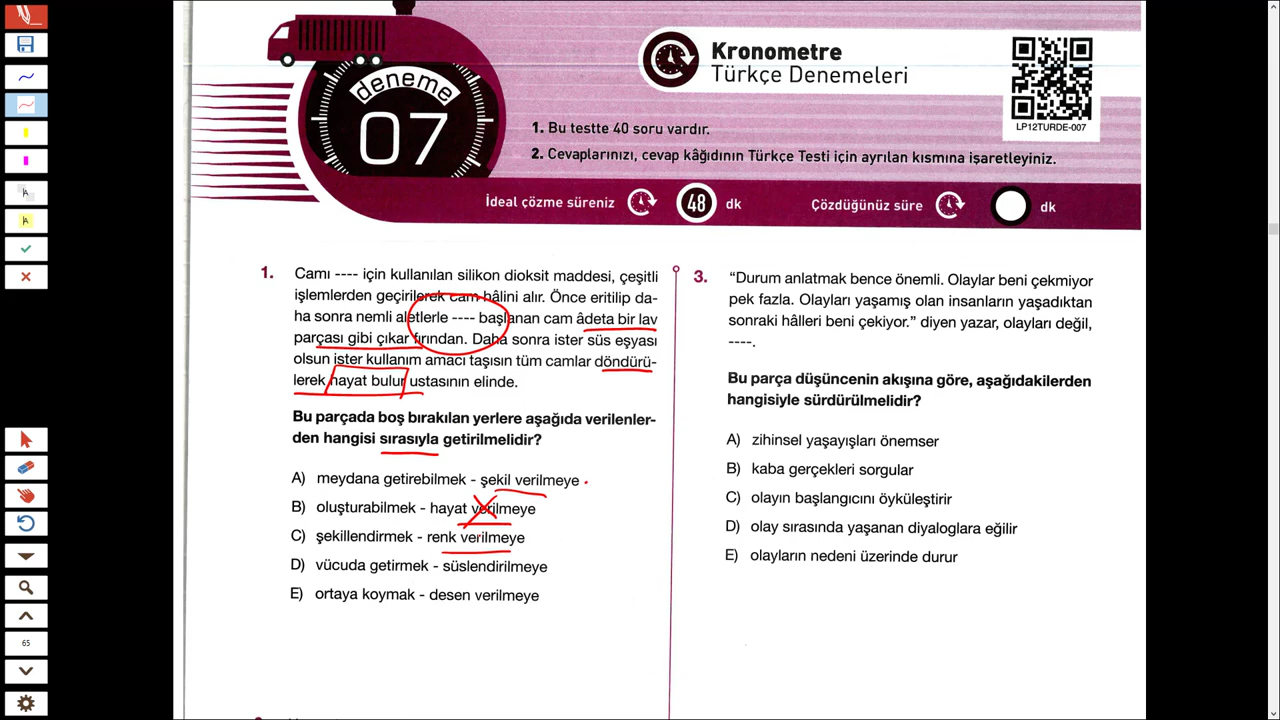 deneme
07
Kronometre
Türkçe Denemeleri
LP12TURDE-007
1. Bu testte 40 soru vardır.
2. Cevaplarınızı, cevap kâğıdının Türkçe Testi için ayrılan kısmına işaretleyiniz.
İdeal çözme süreniz 48 dk
Çözdüğünüz süre dk
1. Camı ---- için kullanılan silikon dioksit maddesi, çeşitli
işlemlerden geçirilerek cam hâlini alır. Önce eritilip da-
ha sonra nemli aletlerle ---- başlanan cam âdeta bir lav
parçası gibi çıkar fırından. Daha sonra ister süs eşyası
olsun ister kullanım amacı taşısın tüm camlar döndürü-
lerek hayat bulur ustasının elinde.
Bu parçada boş bırakılan yerlere aşağıda verilenler-
den hangisi sırasıyla getirilmelidir?
A) meydana getirebilmek - şekil verilmeye
B) oluşturabilmek - hayat verilmeye
C) şekillendirmek - renk verilmeye
D) vücuda getirmek - süslendirilmeye
E) ortaya koymak - desen verilmeye
3. “Durum anlatmak bence önemli. Olaylar beni çekmiyor
pek fazla. Olayları yaşamış olan insanların yaşadıktan
sonraki hâlleri beni çekiyor.” diyen yazar, olayları değil,
----.
Bu parça düşüncenin akışına göre, aşağıdakilerden
hangisiyle sürdürülmelidir?
A) zihinsel yaşayışları önemser
B) kaba gerçekleri sorgular
C) olayın başlangıcını öyküleştirir
D) olay sırasında yaşanan diyaloglara eğilir
E) olayların nedeni üzerinde durur
65